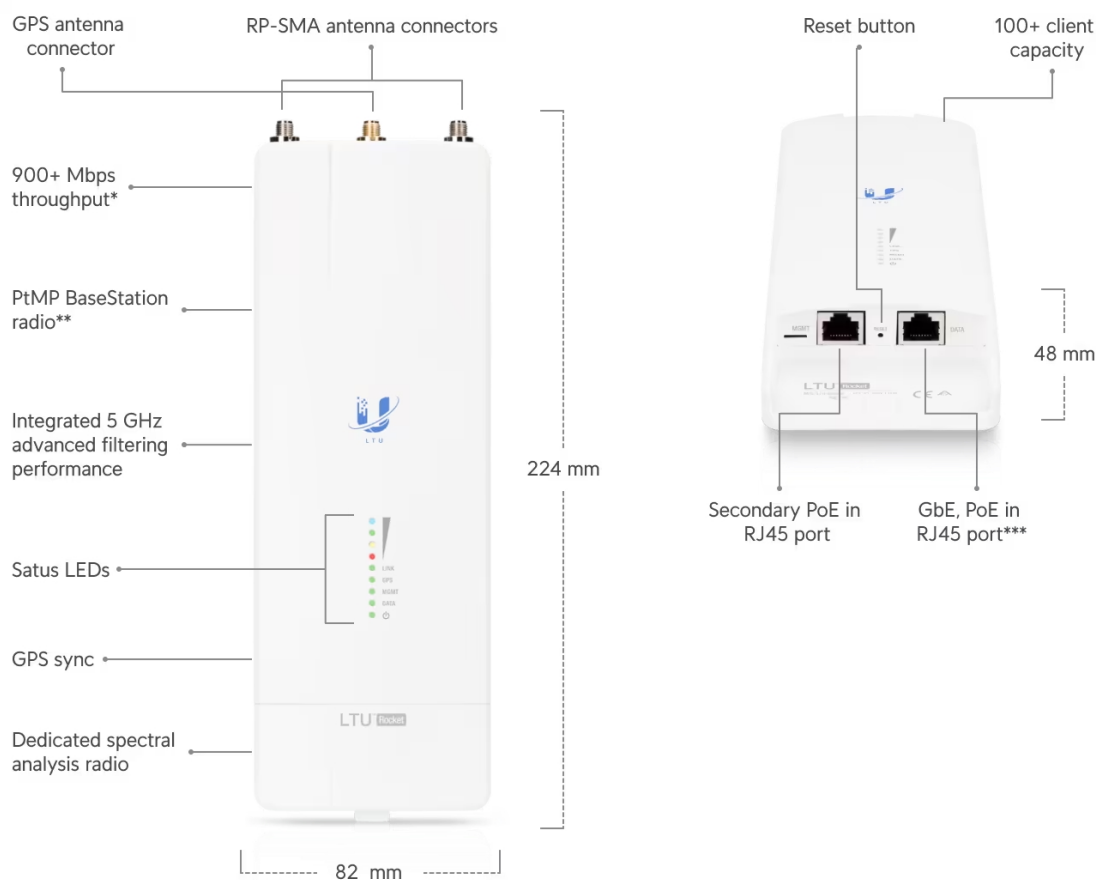 GPS antenna
connector
RP-SMA antenna connectors
Reset button
100+ client
capacity
900+ Mbps
throughput*
PtMP BaseStation
radio**
Integrated 5 GHz
advanced filtering
performance
LTU
224 mm
Satus LEDs
LINK
GPS
MGMT
DATA
GPS sync
LTU Rocket
Dedicated spectral
analysis radio
82 mm
LTU
MGMT
RESET
DATA
48 mm
LTU Rocket
CE
Secondary PoE in
RJ45 port
GbE, PoE in
RJ45 port***